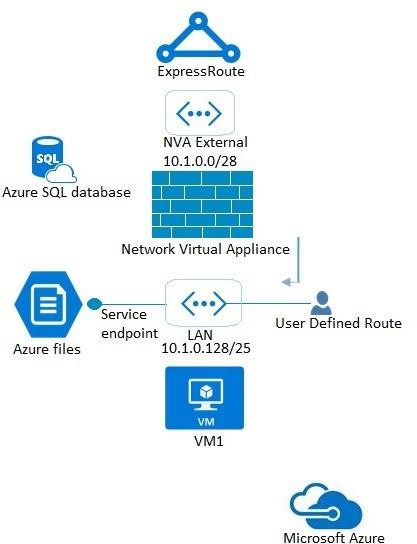 ExpressRoute
NVA External
10.1.0.0/28
SQL
Azure SQL database
Network Virtual Appliance
Service
endpoint
User Defined Route
LAN
Azure files
10.1.0.128/25
VM
VM1
Microsoft Azure